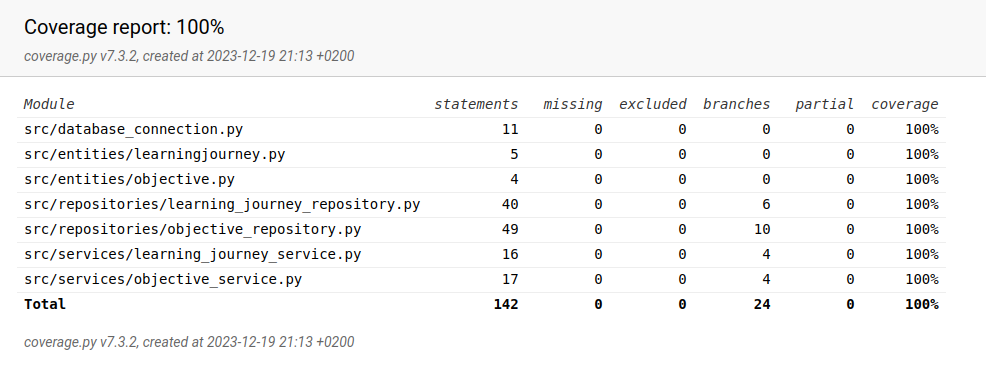 Coverage report: 100%
coverage.py v7.3.2, created at 2023-12-19 21:13 +0200
Module statements missing excluded branches partial coverage
src/database_connection.py 11 0 0 0 0 100%
src/entities/learningjourney.py 5 0 0 0 0 100%
src/entities/objective.py 4 0 0 0 0 100%
src/repositories/learning_journey_repository.py 40 0 0 6 0 100%
src/repositories/objective_repository.py 49 0 0 10 0 100%
src/services/learning_journey_service.py 16 0 0 4 0 100%
src/services/objective_service.py 17 0 0 4 0 100%
Total 142 0 0 24 0 100%
coverage.py v7.3.2, created at 2023-12-19 21:13 +0200